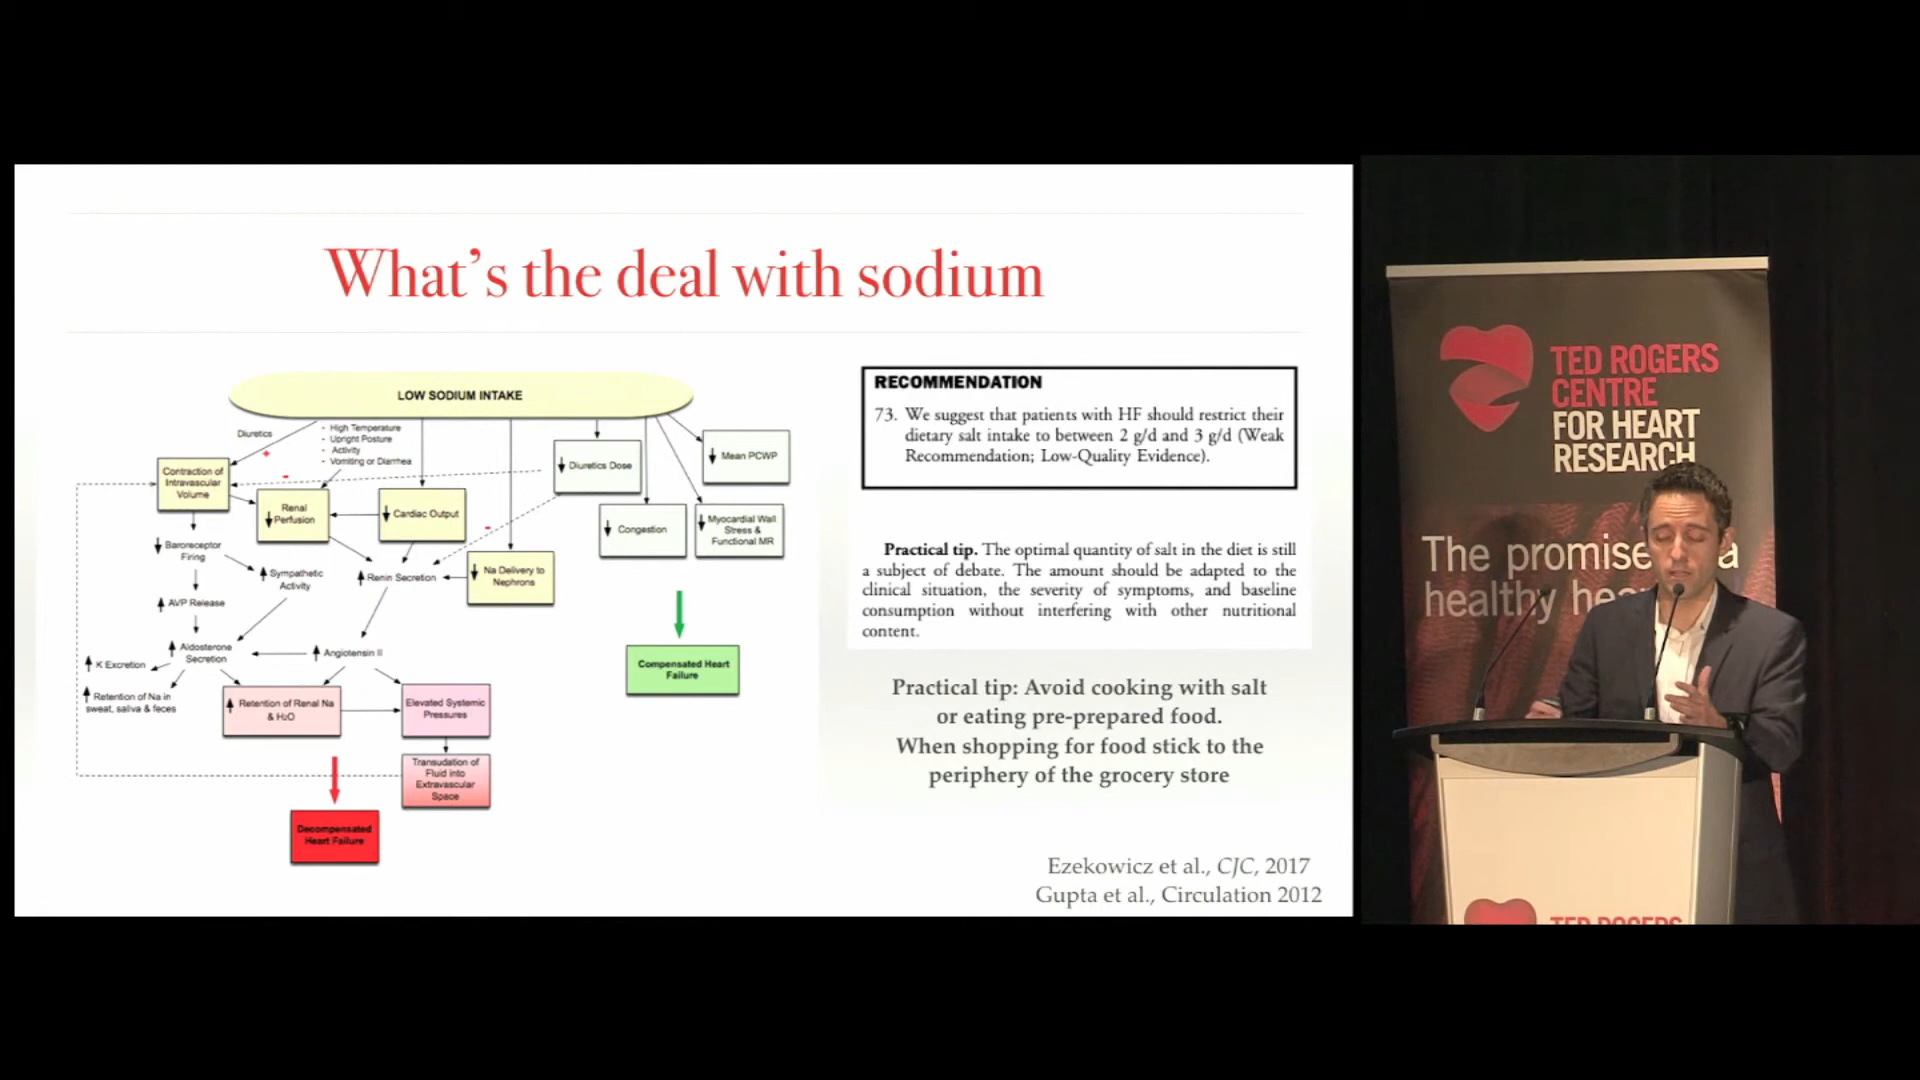 What's the deal with sodium
LOW SODIUM INTAKE
Diuretics
- High Temperature
- Upright Posture
- Activity
- Vomiting or Diarrhea
+
-
-
Contraction of
Intravascular
Volume
Renal
Perfusion
Cardiac Output
Diuretics Dose
Mean PCWP
Congestion
Myocardial Wall
Stress &
Functional MR
Baroreceptor
Firing
Sympathetic
Activity
Renin Secretion
Na Delivery to
Nephrons
AVP Release
Aldosterone
Secretion
Angiotensin II
K Excretion
Retention of Na in
sweat, saliva & feces
Retention of Renal Na
& H₂O
Elevated Systemic
Pressures
Transudation of
Fluid into
Extravascular
Space
Decompensated
Heart Failure
Compensated Heart
Failure
RECOMMENDATION
73. We suggest that patients with HF should restrict their
dietary salt intake to between 2 g/d and 3 g/d (Weak
Recommendation; Low-Quality Evidence).
Practical tip. The optimal quantity of salt in the diet is still
a subject of debate. The amount should be adapted to the
clinical situation, the severity of symptoms, and baseline
consumption without interfering with other nutritional
content.
Practical tip: Avoid cooking with salt
or eating pre-prepared food.
When shopping for food stick to the
periphery of the grocery store
Ezekowicz et al., CJC, 2017
Gupta et al., Circulation 2012
TED ROGERS
CENTRE
FOR HEART
RESEARCH
The promise a
healthy hea
TED ROGERS